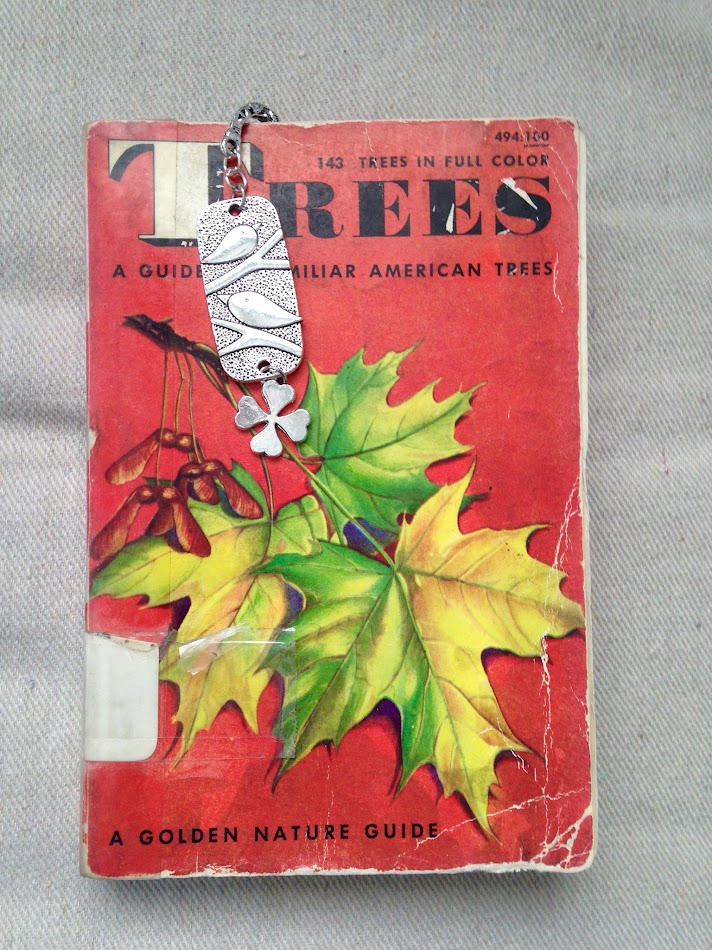 494:100
143 TREES IN FULL COLOR
TREES
A GUIDE MILIAR AMERICAN TREES
A GOLDEN NATURE GUIDE